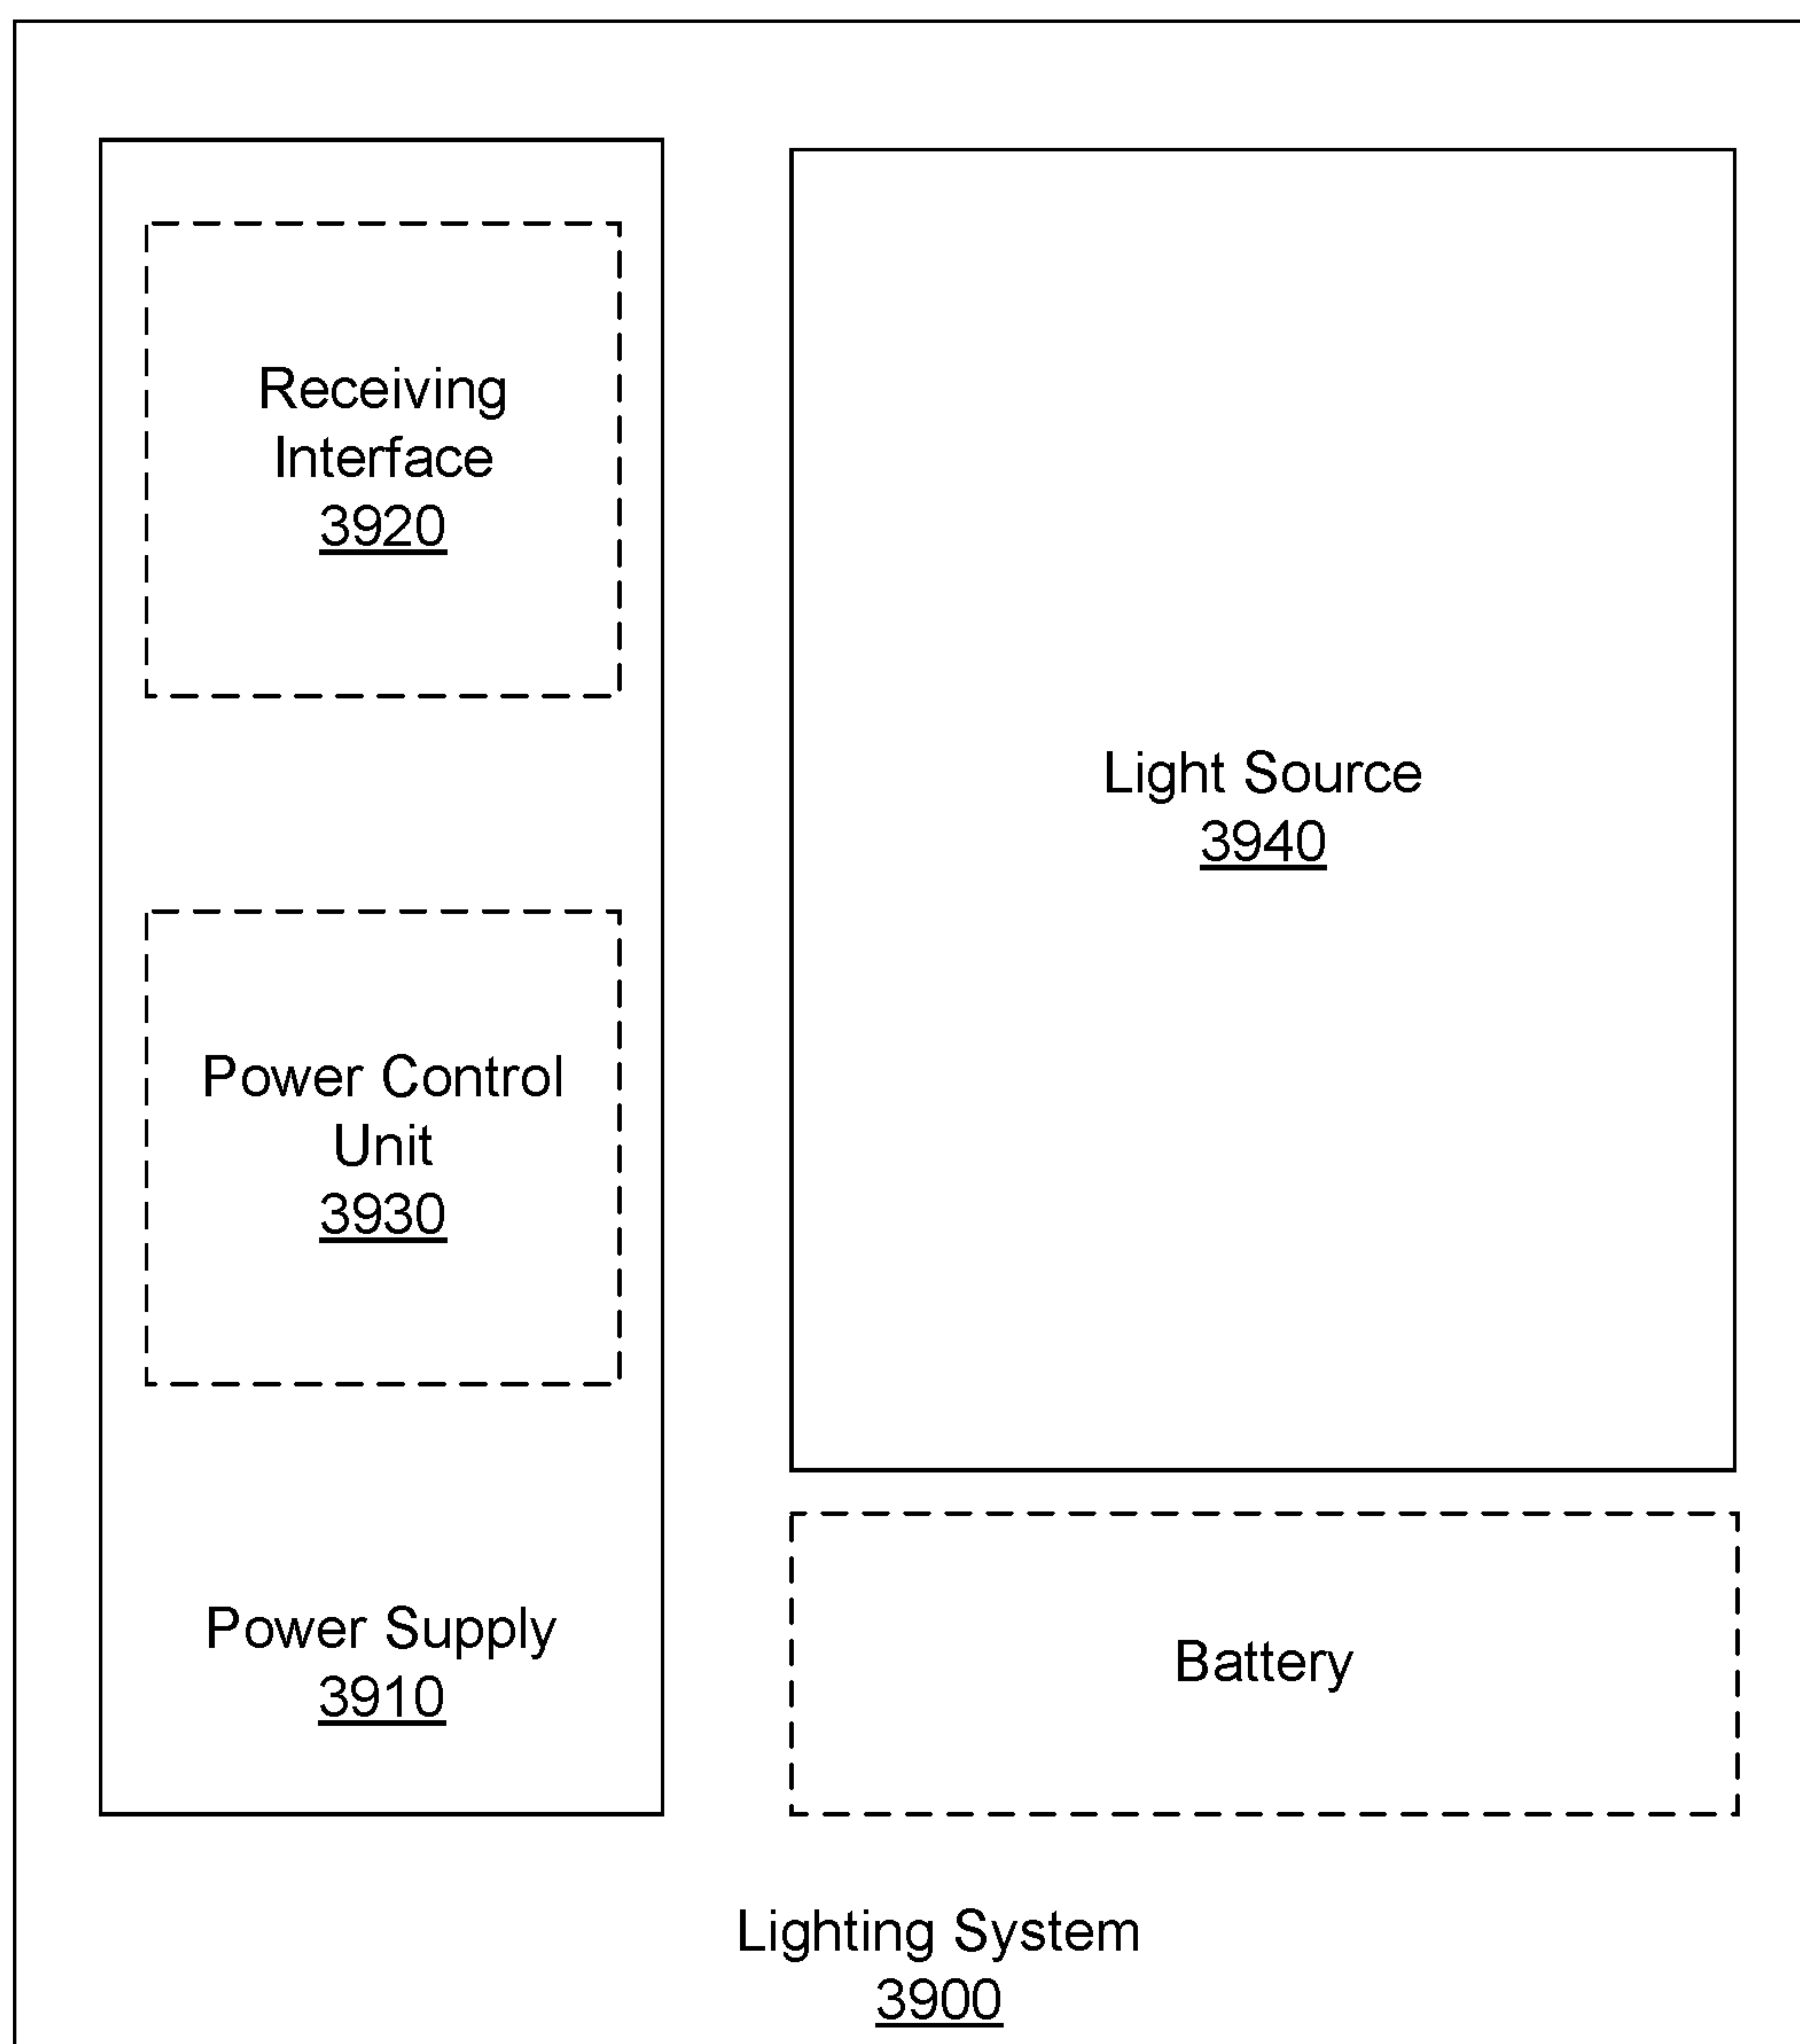 Receiving
Interface
3920
Light Source
3940
Power Control
Unit
3930
Power Supply
3910
Battery
Lighting System
3900